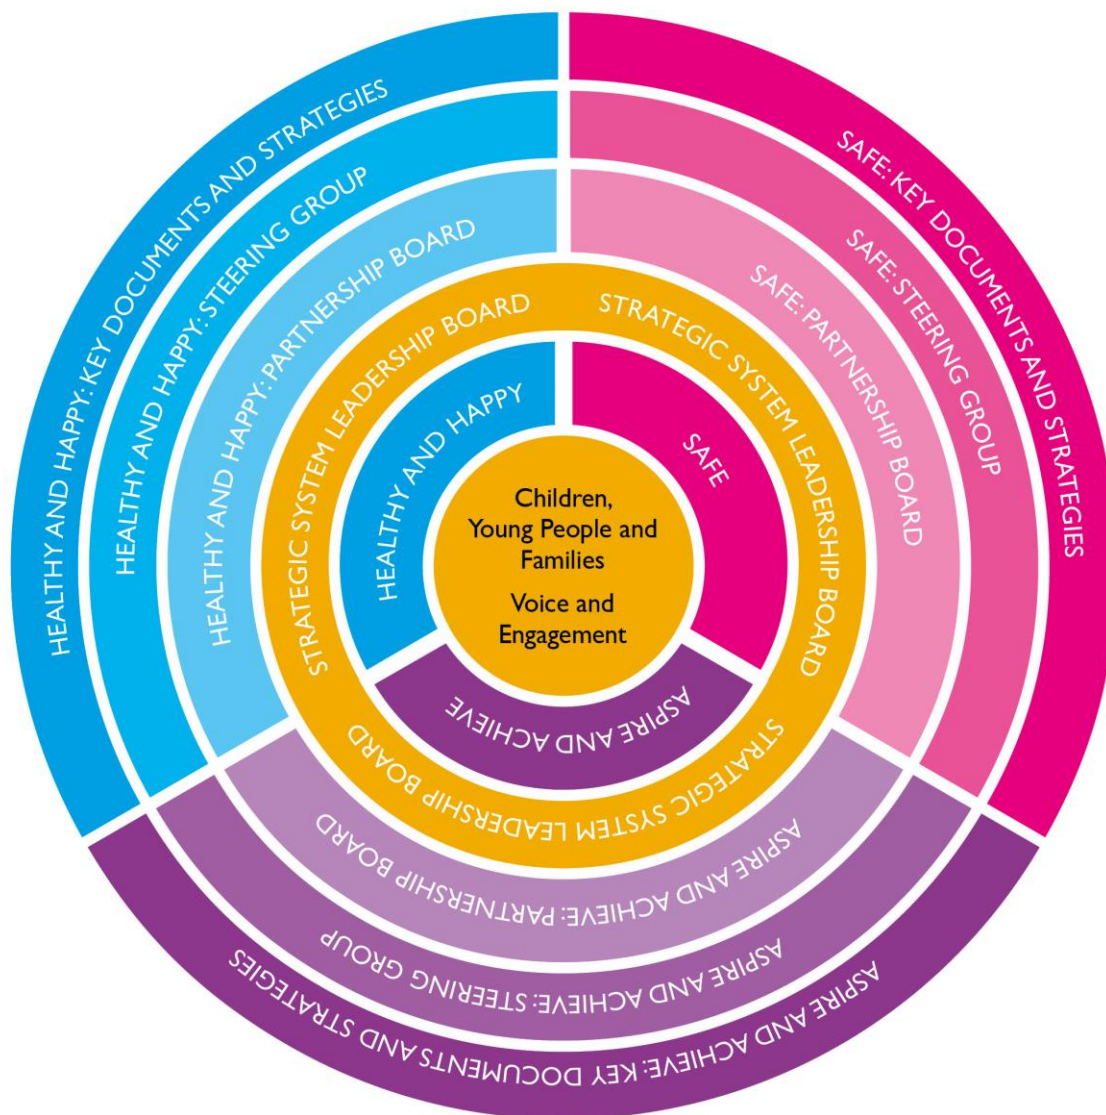 HEALTHY AND HAPPY: KEY DOCUMENTS AND STRATEGIES
SAFE: KEY DOCUMENTS AND STRATEGIES
HEALTHY AND HAPPY: STEERING GROUP
SAFE: STEERING GROUP
HEALTHY AND HAPPY: PARTNERSHIP BOARD
SAFE: PARTNERSHIP BOARD
STRATEGIC SYSTEM LEADERSHIP BOARD
STRATEGIC SYSTEM LEADERSHIP BOARD
HEALTHY AND HAPPY
SAFE
Children,
Young People and
Families
Voice and
Engagement
ASPIRE AND ACHIEVE
STRATEGIC SYSTEM LEADERSHIP BOARD
ASPIRE AND ACHIEVE: PARTNERSHIP BOARD
ASPIRE AND ACHIEVE: STEERING GROUP
ASPIRE AND ACHIEVE: KEY DOCUMENTS AND STRATEGIES